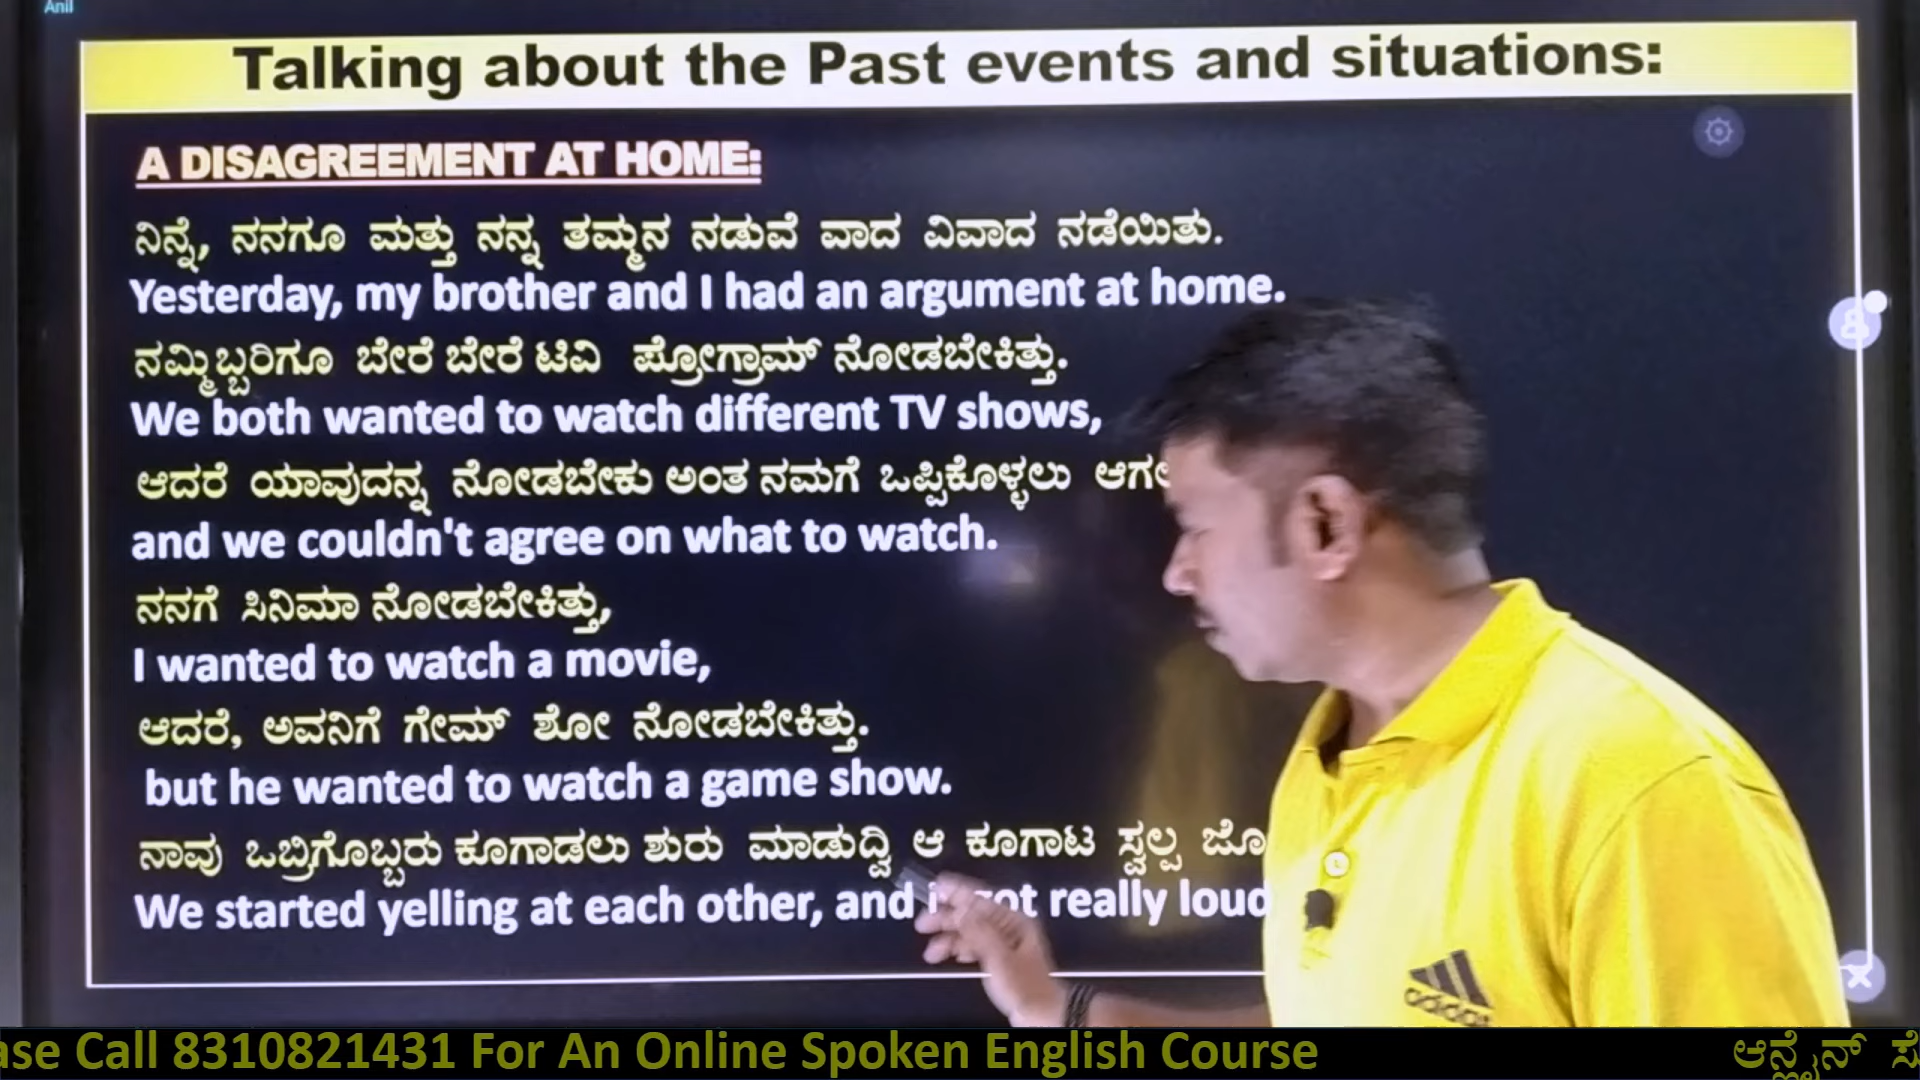 Anil
Talking about the Past events and situations:
A DISAGREEMENT AT HOME:
ನಿನ್ನೆ, ನನಗೂ ಮತ್ತು ನನ್ನ ತಮ್ಮನ ನಡುವೆ ವಾದ ವಿವಾದ ನಡೆಯಿತು.
Yesterday, my brother and I had an argument at home.
ನಮ್ಮಿಬ್ಬರಿಗೂ ಬೇರೆ ಬೇರೆ ಟಿವಿ ಪ್ರೋಗ್ರಾಮ್ ನೋಡಬೇಕಿತ್ತು.
We both wanted to watch different TV shows,
ಆದರೆ ಯಾವುದನ್ನ ನೋಡಬೇಕು ಅಂತ ನಮಗೆ ಒಪ್ಪಿಕೊಳ್ಳಲು
and we couldn't agree on what to watch.
ನನಗೆ ಸಿನಿಮಾ ನೋಡಬೇಕಿತ್ತು,
I wanted to watch a movie,
ಆದರೆ, ಅವನಿಗೆ ಗೇಮ್ ಶೋ ನೋಡಬೇಕಿತ್ತು.
but he wanted to watch a game show.
ನಾವು ಒಬ್ರಿಗೊಬ್ಬರು ಕೂಗಾಡಲು ಶುರು ಮಾಡುದ್ವಿ ಆ ಕೂಗಾಟ ಸ್ವಲ್ಪ
We started yelling at each other, and really loud
adidas
ase Call 8310821431 For An Online Spoken English Course ಆನ್ಲೈನ್